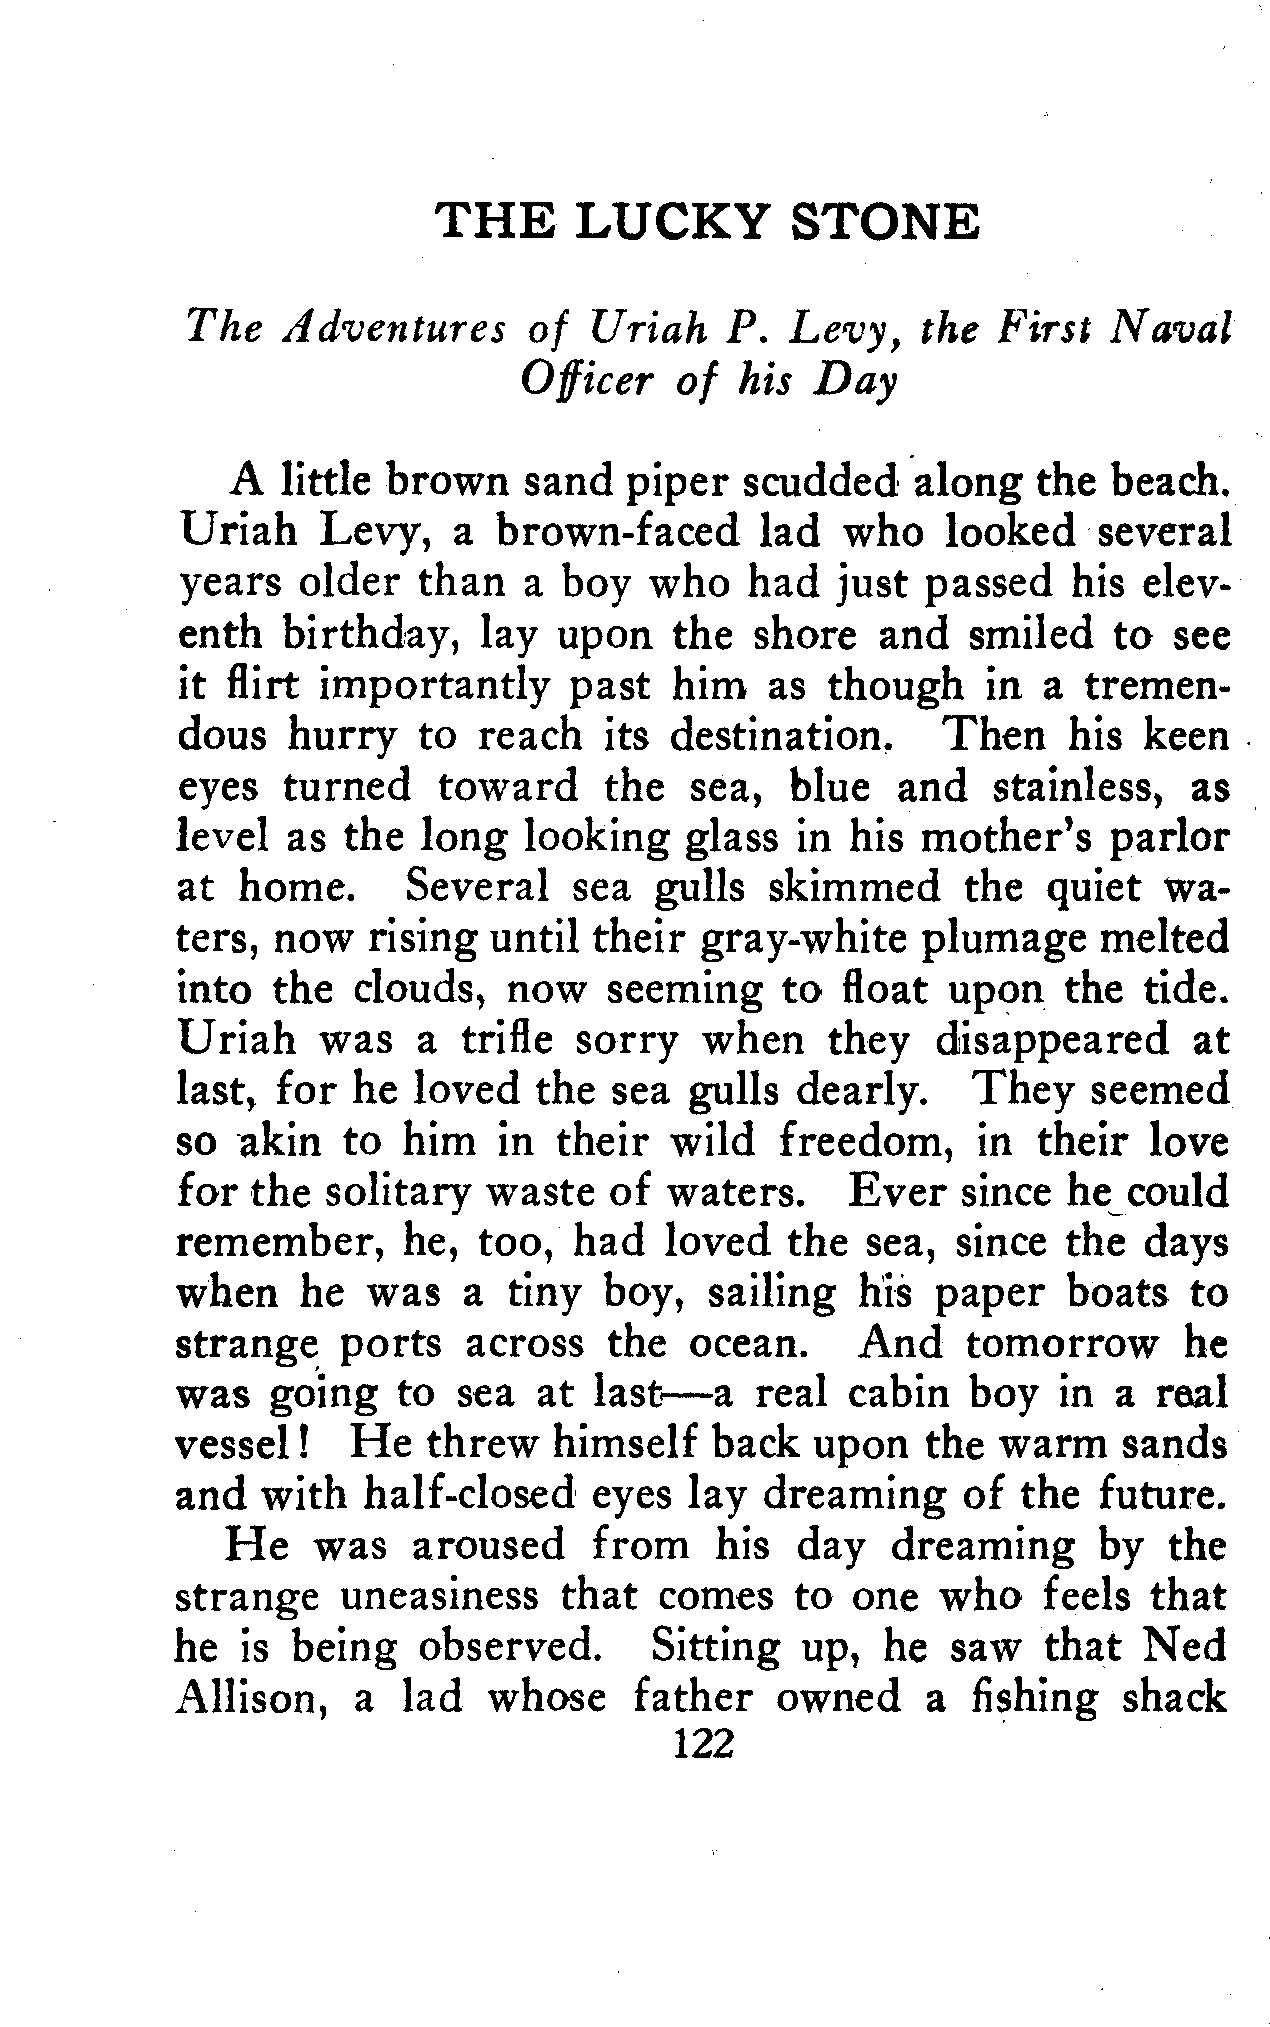 THE LUCKY STONE
The Adventures of Uriah P. Levy, the First Naval
Officer of his Day
A little brown sand piper scudded along the beach.
Uriah Levy, a brown-faced lad who looked several
years older than a boy who had just passed his elev-
enth birthday, lay upon the shore and smiled to see
it flirt importantly past him as though in a tremen-
dous hurry to reach its destination. Then his keen
eyes turned toward the sea, blue and stainless, as
level as the long looking glass in his mother's parlor
at home. Several sea gulls skimmed the quiet wa-
ters, now rising until their gray-white plumage melted
into the clouds, now seeming to float upon the tide.
Uriah was a trifle sorry when they disappeared at
last, for he loved the sea gulls dearly. They seemed
so akin to him in their wild freedom, in their love
for the solitary waste of waters. Ever since he could
remember, he, too, had loved the sea, since the days
when he was a tiny boy, sailing his paper boats to
strange ports across the ocean. And tomorrow he
was going to sea at last—a real cabin boy in a real
vessel! He threw himself back upon the warm sands
and with half-closed eyes lay dreaming of the future.
He was aroused from his day dreaming by the
strange uneasiness that comes to one who feels that
he is being observed. Sitting up, he saw that Ned
Allison, a lad whose father owned a fishing shack
122